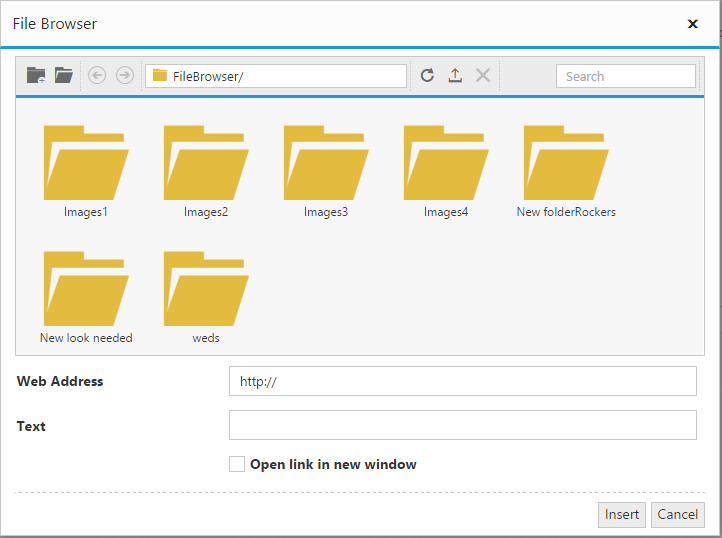 File Browser
FileBrowser/
Search
Images1
Images2
Images3
Images4
New folderRockers
New look needed
weds
Web Address
http://
Text
Open link in new window
Insert
Cancel